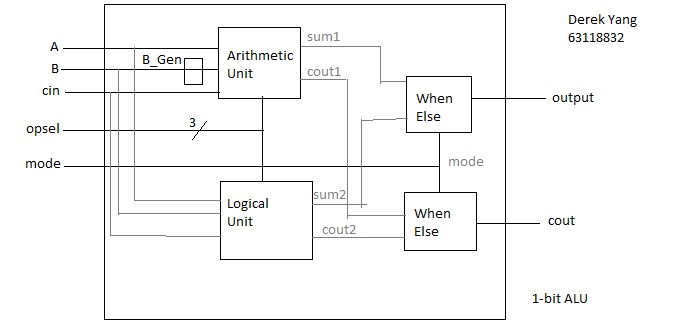 Derek Yang
63118832
A
B
cin
opsel
mode
B_Gen
3
Arithmetic
Unit
sum1
cout1
When
Else
output
mode
Logical
Unit
sum2
cout2
When
Else
cout
1-bit ALU